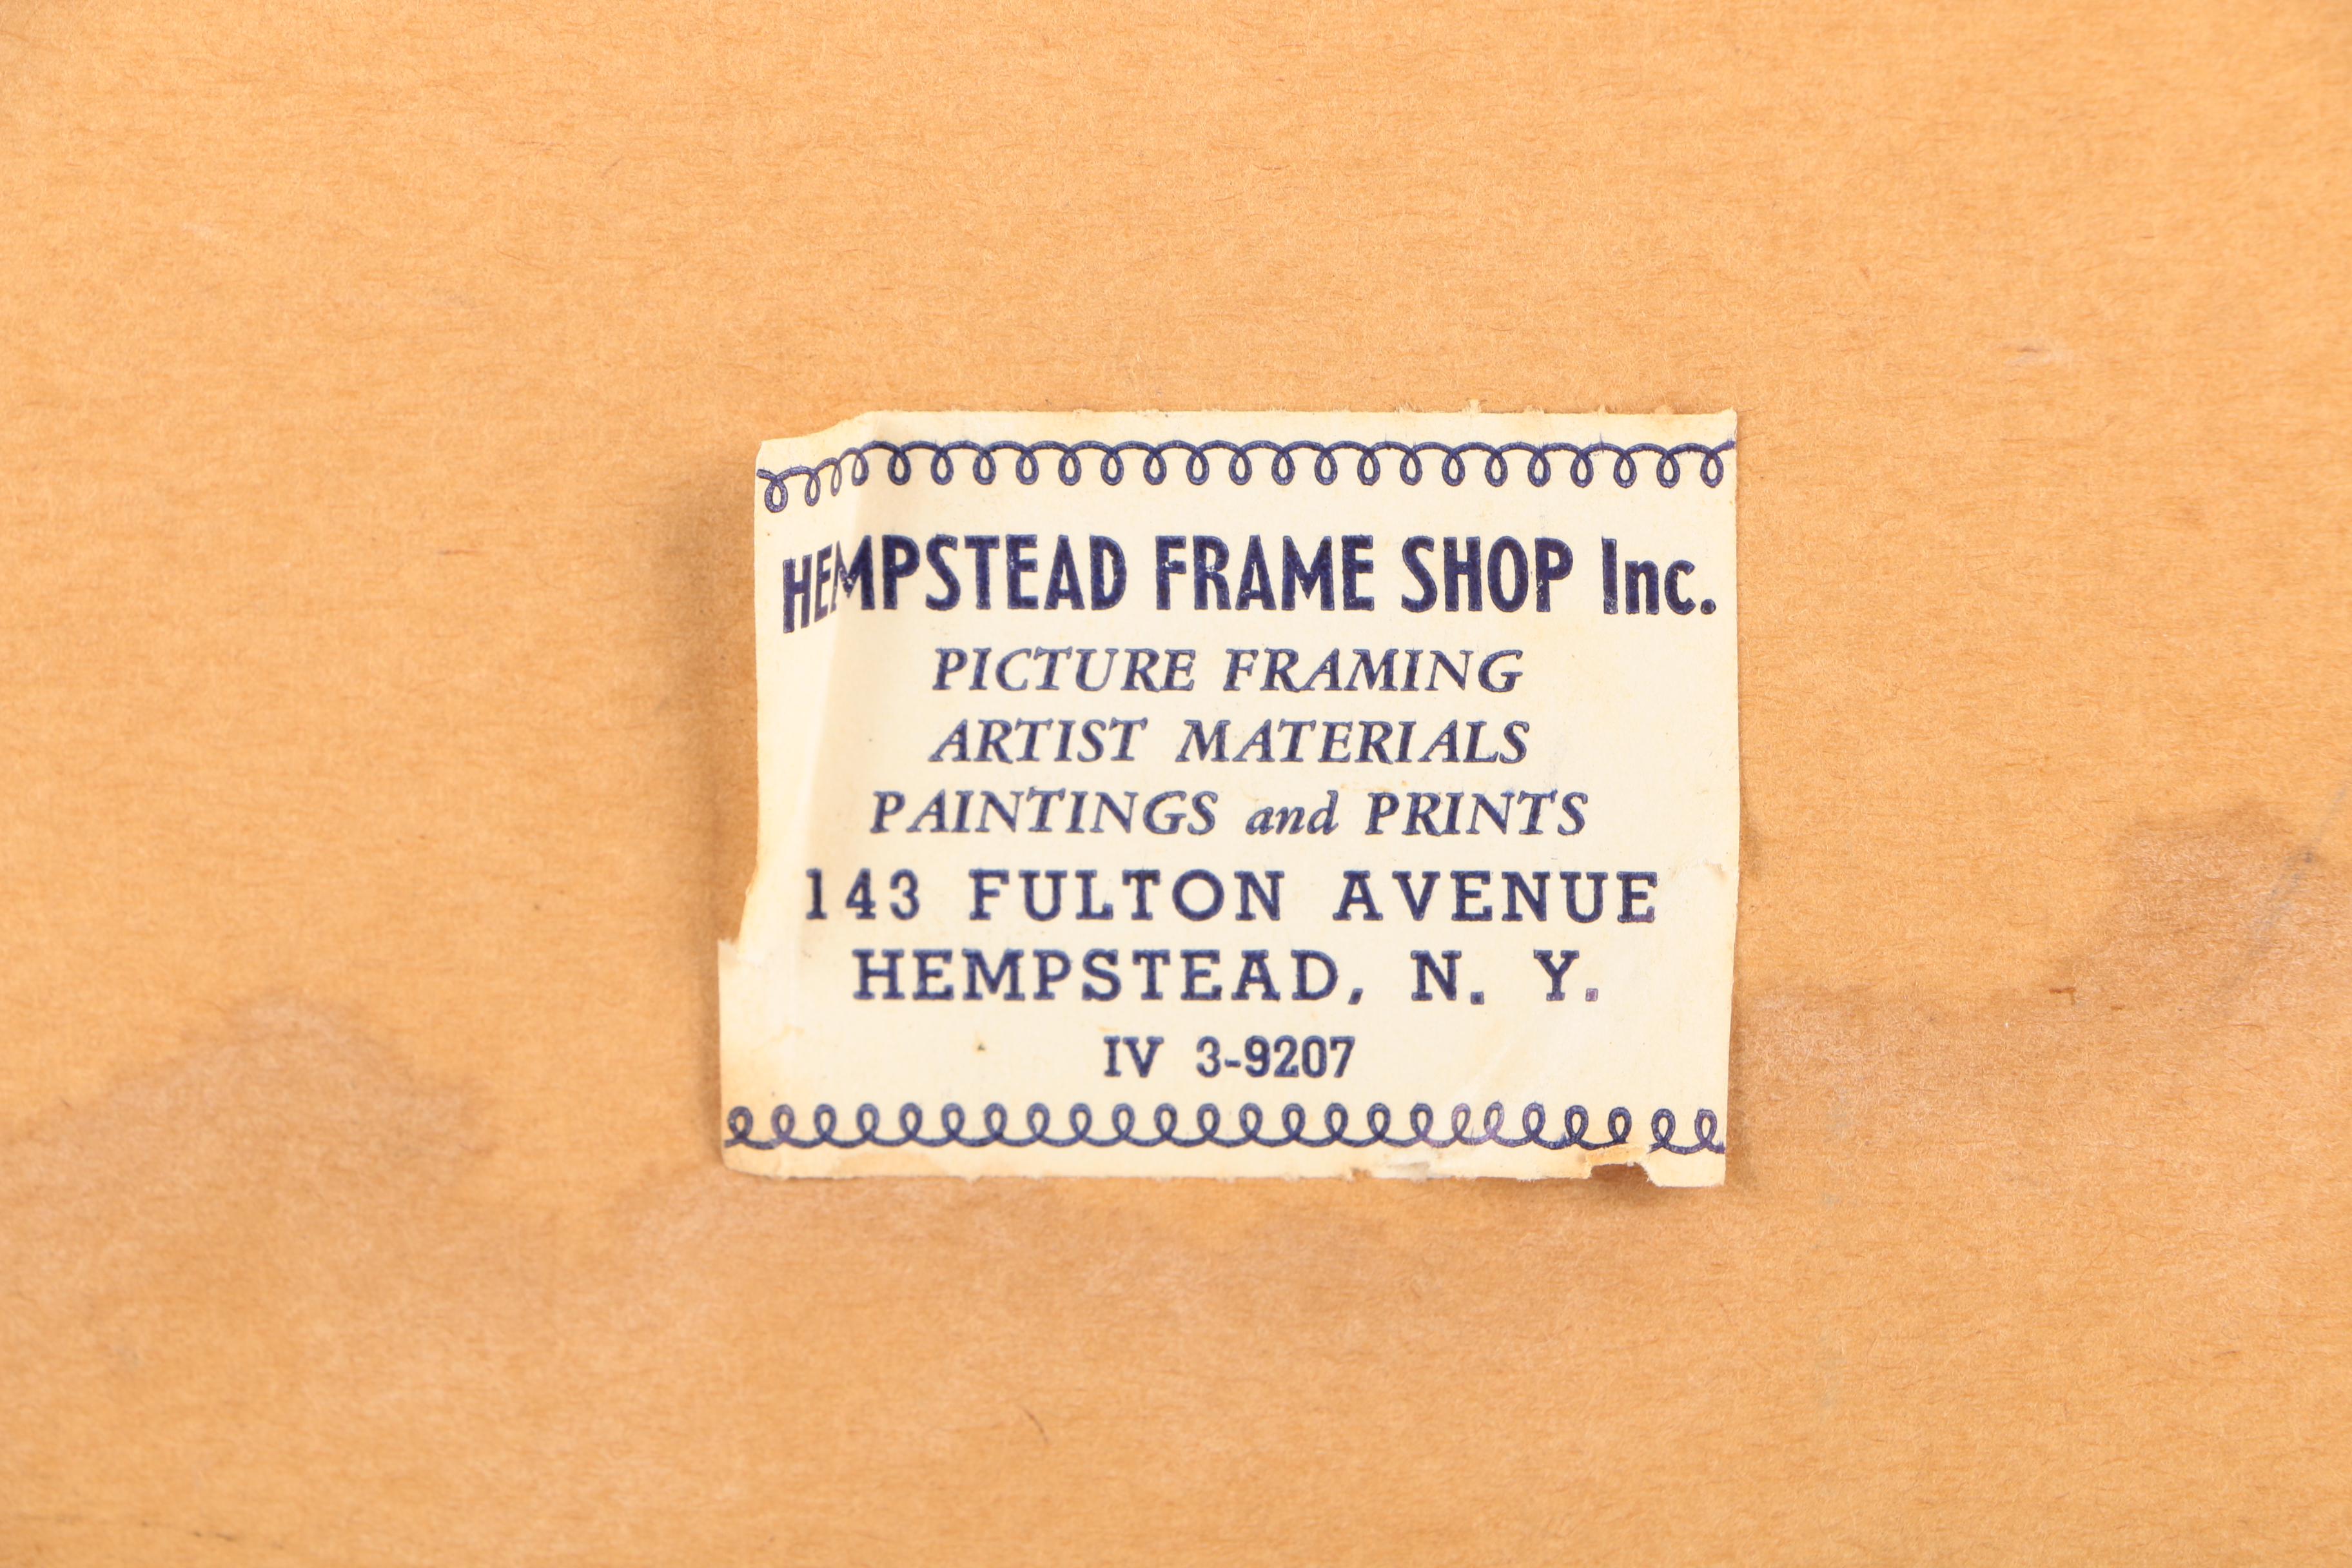 HEMPSTEAD FRAME SHOP Inc.
PICTURE FRAMING
ARTIST MATERIALS
PAINTINGS and PRINTS
143 FULTON AVENUE
HEMPSTEAD, N. Y.
IV 3-9207